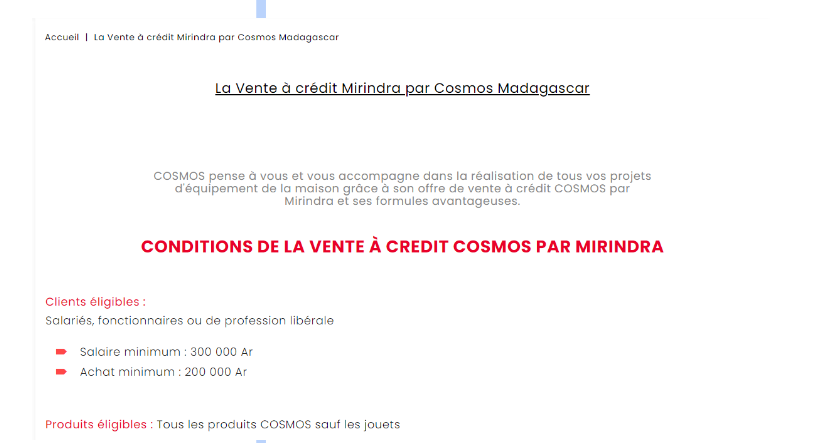 Accueil | La Vente à crédit Mirindra par Cosmos Madagascar
La Vente à crédit Mirindra par Cosmos Madagascar
COSMOS pense à vous et vous accompagne dans la réalisation de tous vos projets
d'équipement de la maison grâce à son offre de vente à crédit COSMOS par
Mirindra et ses formules avantageuses.
CONDITIONS DE LA VENTE À CREDIT COSMOS PAR MIRINDRA
Clients éligibles :
Salariés, fonctionnaires ou de profession libérale
Salaire minimum : 300 000 Ar
Achat minimum : 200 000 Ar
Produits éligibles : Tous les produits COSMOS sauf les jouets